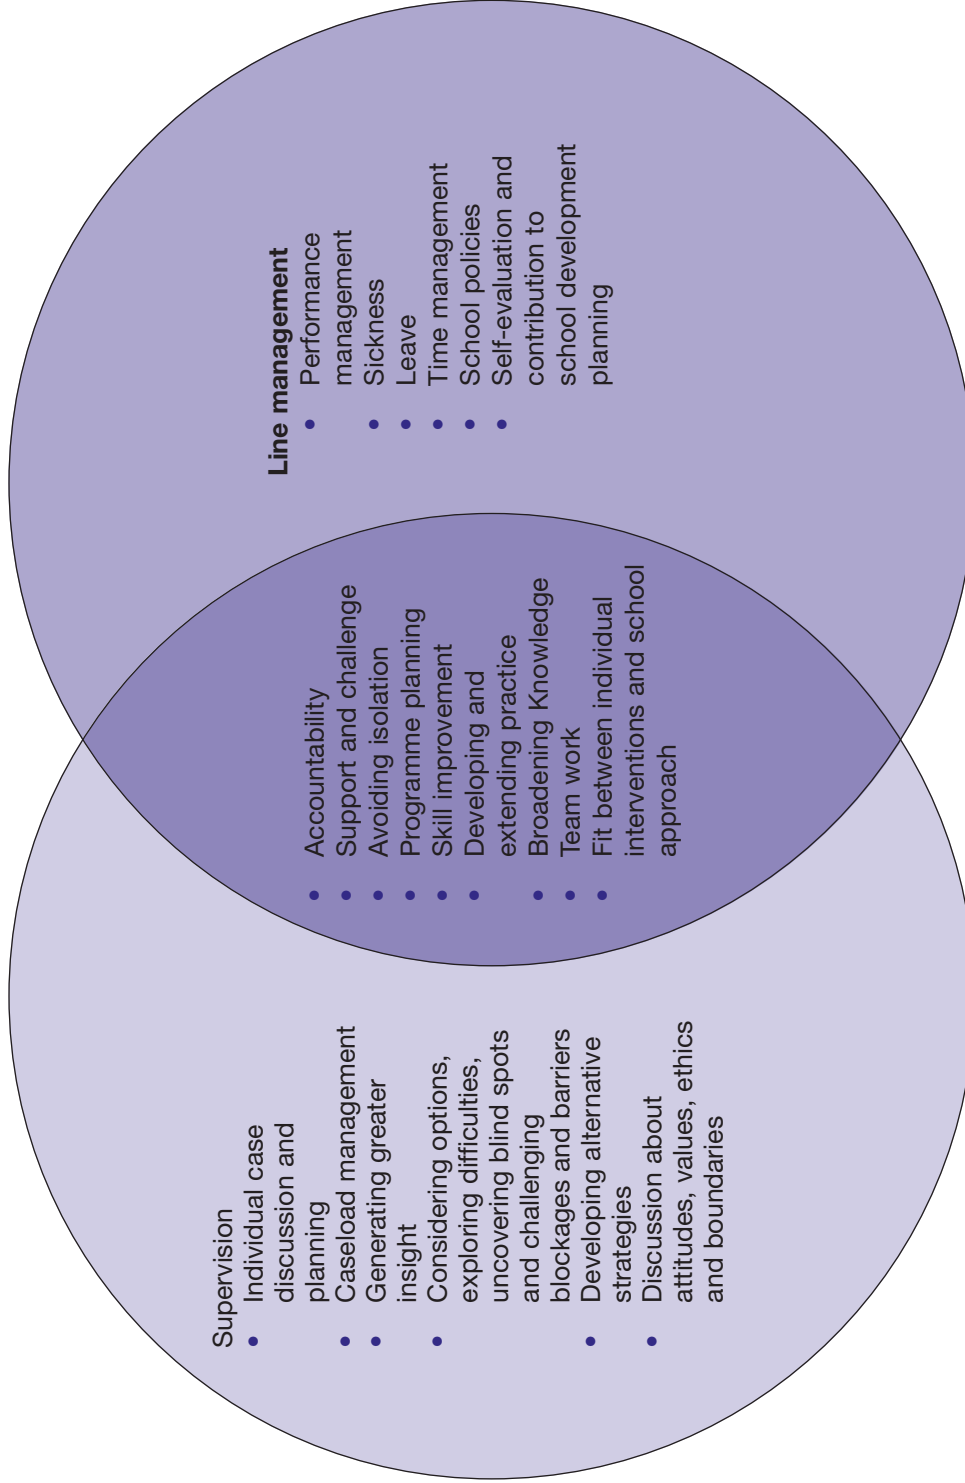 Supervision
• Individual case
discussion and
planning
• Caseload management
• Generating greater
insight
• Considering options,
exploring difficulties,
uncovering blind spots
and challenging
blockages and barriers
• Developing alternative
strategies
• Discussion about
attitudes, values, ethics
and boundaries
• Accountability
• Support and challenge
• Avoiding isolation
• Programme planning
• Skill improvement
• Developing and
extending practice
• Broadening Knowledge
• Team work
• Fit between individual
interventions and school
approach
Line management
• Performance
management
• Sickness
• Leave
• Time management
• School policies
• Self-evaluation and
contribution to
school development
planning